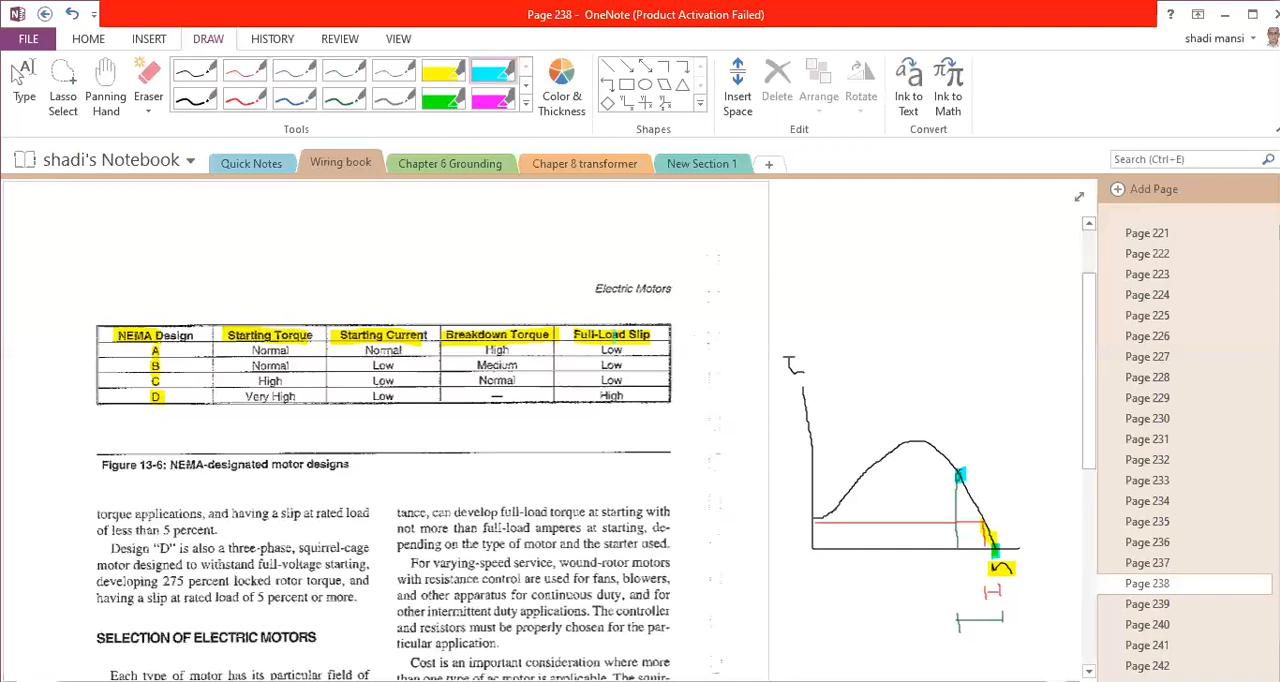 Page 238 - OneNote (Product Activation Failed)
FILE HOME INSERT DRAW HISTORY REVIEW VIEW
shadi mansi
Type
Lasso Select
Panning Hand
Eraser
Color & Thickness
Insert Space
Delete
Arrange
Rotate
Ink to Text
Ink to Math
Tools Shapes Edit Convert
shadi's Notebook
Quick Notes Wiring book Chapter 6 Grounding Chaper 8 transformer New Section 1
Search (Ctrl+E)
Add Page
Page 221
Page 222
Page 223
Page 224
Page 225
Page 226
Page 227
Page 228
Page 229
Page 230
Page 231
Page 232
Page 233
Page 234
Page 235
Page 236
Page 237
Page 238
Page 239
Page 240
Page 241
Page 242
Electric Motors
NEMA Design Starting Torque Starting Current Breakdown Torque Full-Load Slip
A Normal Normal High Low
B Normal Low Medium Low
C High Low Normal Low
D Very High Low — High
Figure 13-6: NEMA-designated motor designs
torque applications, and having a slip at rated load
of less than 5 percent.
Design "D" is also a three-phase, squirrel-cage
motor designed to withstand full-voltage starting,
developing 275 percent locked rotor torque, and
having a slip at rated load of 5 percent or more.
SELECTION OF ELECTRIC MOTORS
Each type of motor has its particular field of
tance, can develop full-load torque at starting with
not more than full-load amperes at starting, de-
pending on the type of motor and the starter used.
For varying-speed service, wound-rotor motors
with resistance control are used for fans, blowers,
and other apparatus for continuous duty, and for
other intermittent duty applications. The controller
and resistors must be properly chosen for the par-
ticular application.
Cost is an important consideration where more
than one type of ac motor is applicable. The squir-